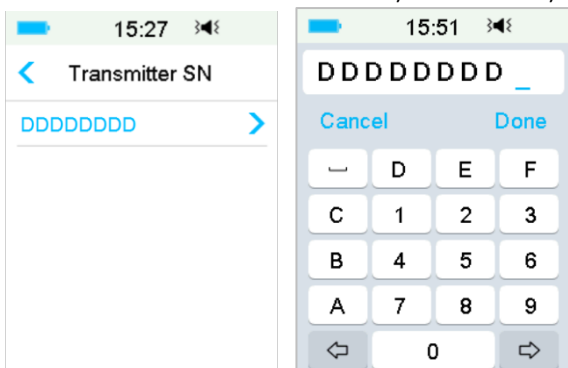 15:27
Transmitter SN
DDDDDDDD
15:51
DDDDDDDD_
Cancel Done
D E F
C 1 2 3
B 4 5 6
A 7 8 9
0